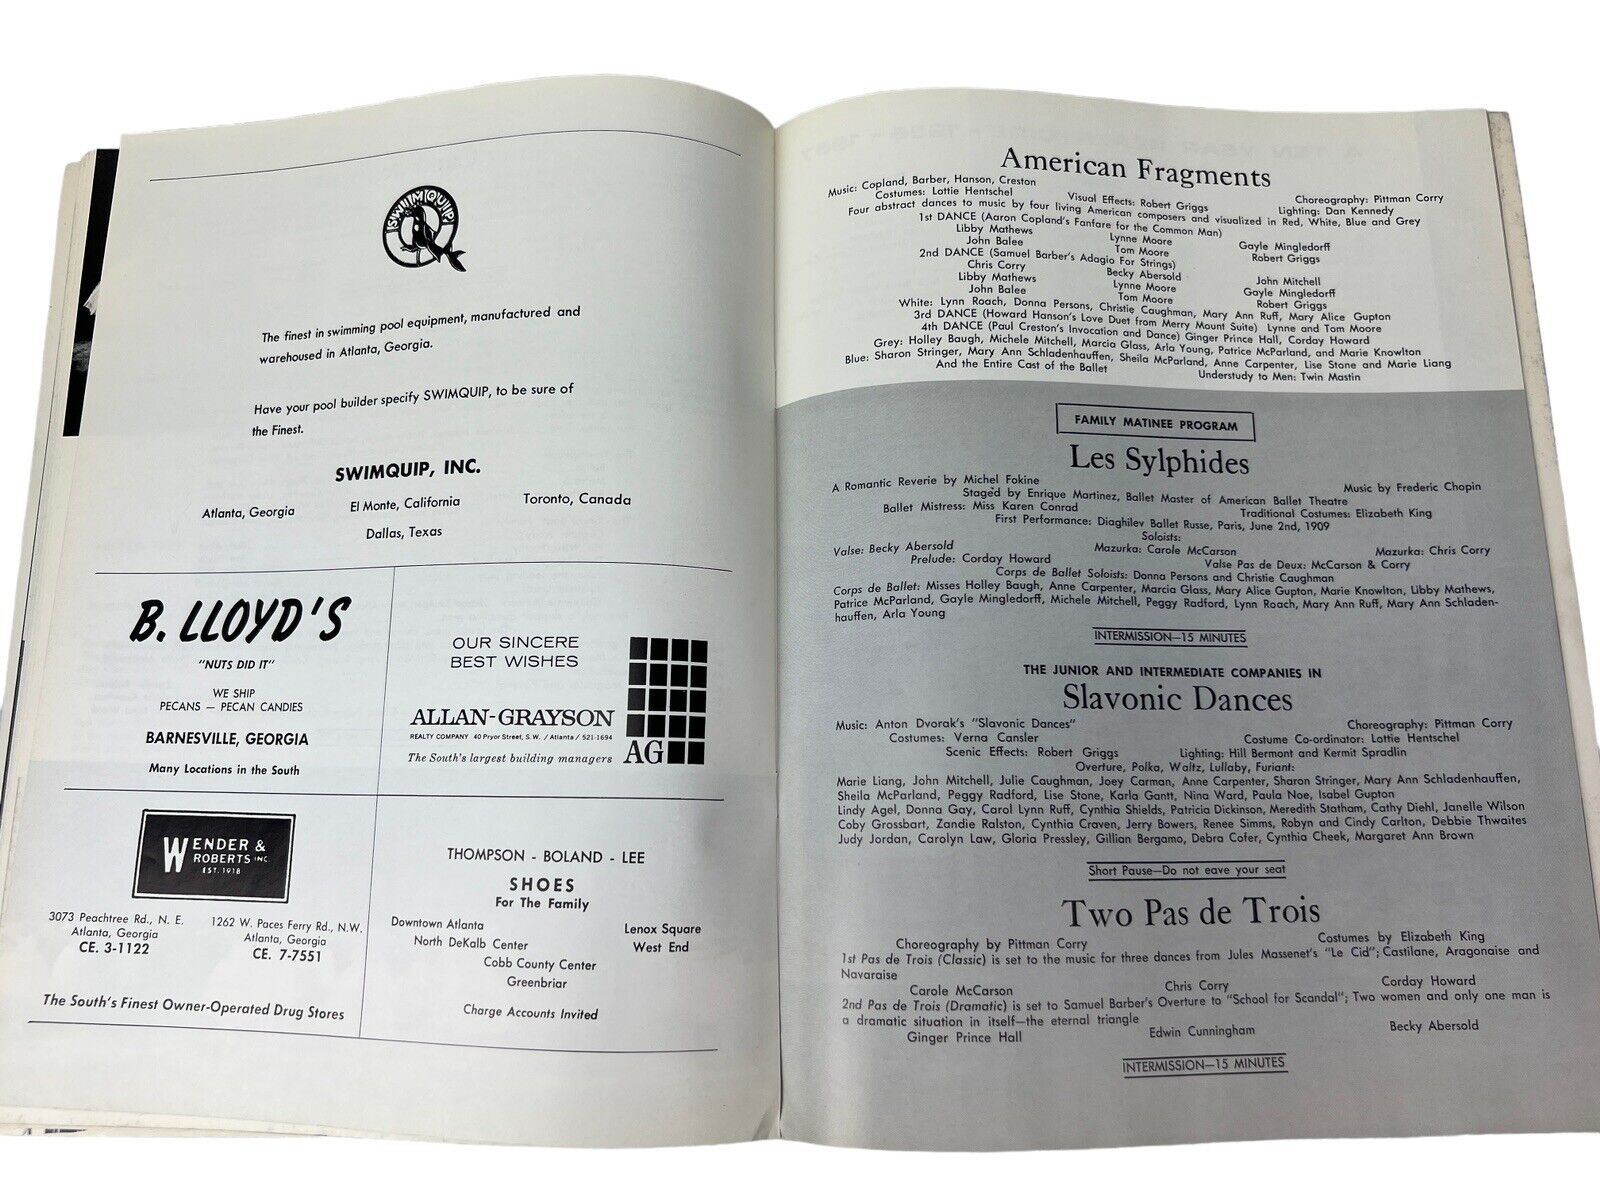 SWIMQUIP
The finest in swimming pool equipment, manufactured and
warehoused in Atlanta, Georgia.
Have your pool builder specify SWIMQUIP, to be sure of
the Finest.
SWIMQUIP, INC.
Atlanta, Georgia El Monte, California Toronto, Canada
Dallas, Texas
B. LLOYD'S
"NUTS DID IT"
WE SHIP
PECANS — PECAN CANDIES
BARNESVILLE, GEORGIA
Many Locations in the South
OUR SINCERE
BEST WISHES
ALLAN-GRAYSON
REALTY COMPANY 40 Pryor Street, S.W. / Atlanta / 521-1694
The South's largest building managers
AG
WENDER &
ROBERTS INC.
EST. 1918
3073 Peachtree Rd., N. E.
Atlanta, Georgia
CE. 3-1122
1262 W. Paces Ferry Rd., N.W.
Atlanta, Georgia
CE. 7-7551
The South's Finest Owner-Operated Drug Stores
THOMPSON - BOLAND - LEE
SHOES
For The Family
Downtown Atlanta Lenox Square
North DeKalb Center West End
Cobb County Center
Greenbriar
Charge Accounts Invited
American Fragments
Music: Copland, Barber, Hanson, Creston Visual Effects: Robert Griggs Choreography: Pittman Corry
Costumes: Lottie Hentschel Lighting: Dan Kennedy
Four abstract dances to music by four living American composers and visualized in Red, White, Blue and Grey
1st DANCE (Aaron Copland's Fanfare for the Common Man)
Libby Mathews Lynne Moore Gayle Mingledorff
John Balee Tom Moore Robert Griggs
2nd DANCE (Samuel Barber's Adagio For Strings)
Chris Corry Becky Abersold John Mitchell
Libby Mathews Lynne Moore Gayle Mingledorff
John Balee Tom Moore Robert Griggs
White: Lynn Roach, Donna Persons, Christie Caughman, Mary Ann Ruff, Mary Alice Gupton
3rd DANCE (Howard Hanson's Love Duet from Merry Mount Suite) Lynne and Tom Moore
4th DANCE (Paul Creston's Invocation and Dance) Ginger Prince Hall, Corday Howard
Grey: Holley Baugh, Michele Mitchell, Marcia Glass, Arla Young, Patrice McParland, and Marie Knowlton
Blue: Sharon Stringer, Mary Ann Schladenhauffen, Sheila McParland, Anne Carpenter, Lise Stone and Marie Liang
And the Entire Cast of the Ballet Understudy to Men: Twin Mastin
FAMILY MATINEE PROGRAM
Les Sylphides
A Romantic Reverie by Michel Fokine Music by Frederic Chopin
Staged by Enrique Martinez, Ballet Master of American Ballet Theatre
Ballet Mistress: Miss Karen Conrad Traditional Costumes: Elizabeth King
First Performance: Diaghilev Ballet Russe, Paris, June 2nd, 1909
Soloists:
Valse: Becky Abersold Mazurka: Carole McCarson Mazurka: Chris Corry
Prelude: Corday Howard Valse Pas de Deux: McCarson & Corry
Corps de Ballet Soloists: Donna Persons and Christie Caughman
Corps de Ballet: Misses Holley Baugh, Anne Carpenter, Marcia Glass, Mary Alice Gupton, Marie Knowlton, Libby Mathews,
Patrice McParland, Gayle Mingledorff, Michele Mitchell, Peggy Radford, Lynn Roach, Mary Ann Ruff, Mary Ann Schladen-
hauffen, Arla Young
INTERMISSION—15 MINUTES
THE JUNIOR AND INTERMEDIATE COMPANIES IN
Slavonic Dances
Music: Anton Dvorak's "Slavonic Dances" Choreography: Pittman Corry
Costumes: Verna Cansler Costume Co-ordinator: Lottie Hentschel
Scenic Effects: Robert Griggs Lighting: Hill Bermont and Kermit Spradlin
Overture, Polka, Waltz, Lullaby, Furiant:
Marie Liang, John Mitchell, Julie Caughman, Joey Carman, Anne Carpenter, Sharon Stringer, Mary Ann Schladenhauffen,
Sheila McParland, Peggy Radford, Lise Stone, Karla Gantt, Nina Ward, Paula Noe, Isabel Gupton
Lindy Agel, Donna Gay, Carol Lynn Ruff, Cynthia Shields, Patricia Dickinson, Meredith Statham, Cathy Diehl, Janelle Wilson
Coby Grossbart, Zandie Ralston, Cynthia Craven, Jerry Bowers, Renee Simms, Robyn and Cindy Carlton, Debbie Thwaites
Judy Jordan, Carolyn Law, Gloria Pressley, Gillian Bergamo, Debra Cofer, Cynthia Cheek, Margaret Ann Brown
Short Pause—Do not eave your seat
Two Pas de Trois
Choreography by Pittman Corry Costumes by Elizabeth King
1st Pas de Trois (Classic) is set to the music for three dances from Jules Massenet's "Le Cid"; Castilane, Aragonaise and
Navaraise
Carole McCarson Chris Corry Corday Howard
2nd Pas de Trois (Dramatic) is set to Samuel Barber's Overture to "School for Scandal"; Two women and only one man is
a dramatic situation in itself—the eternal triangle
Ginger Prince Hall Edwin Cunningham Becky Abersold
INTERMISSION—15 MINUTES